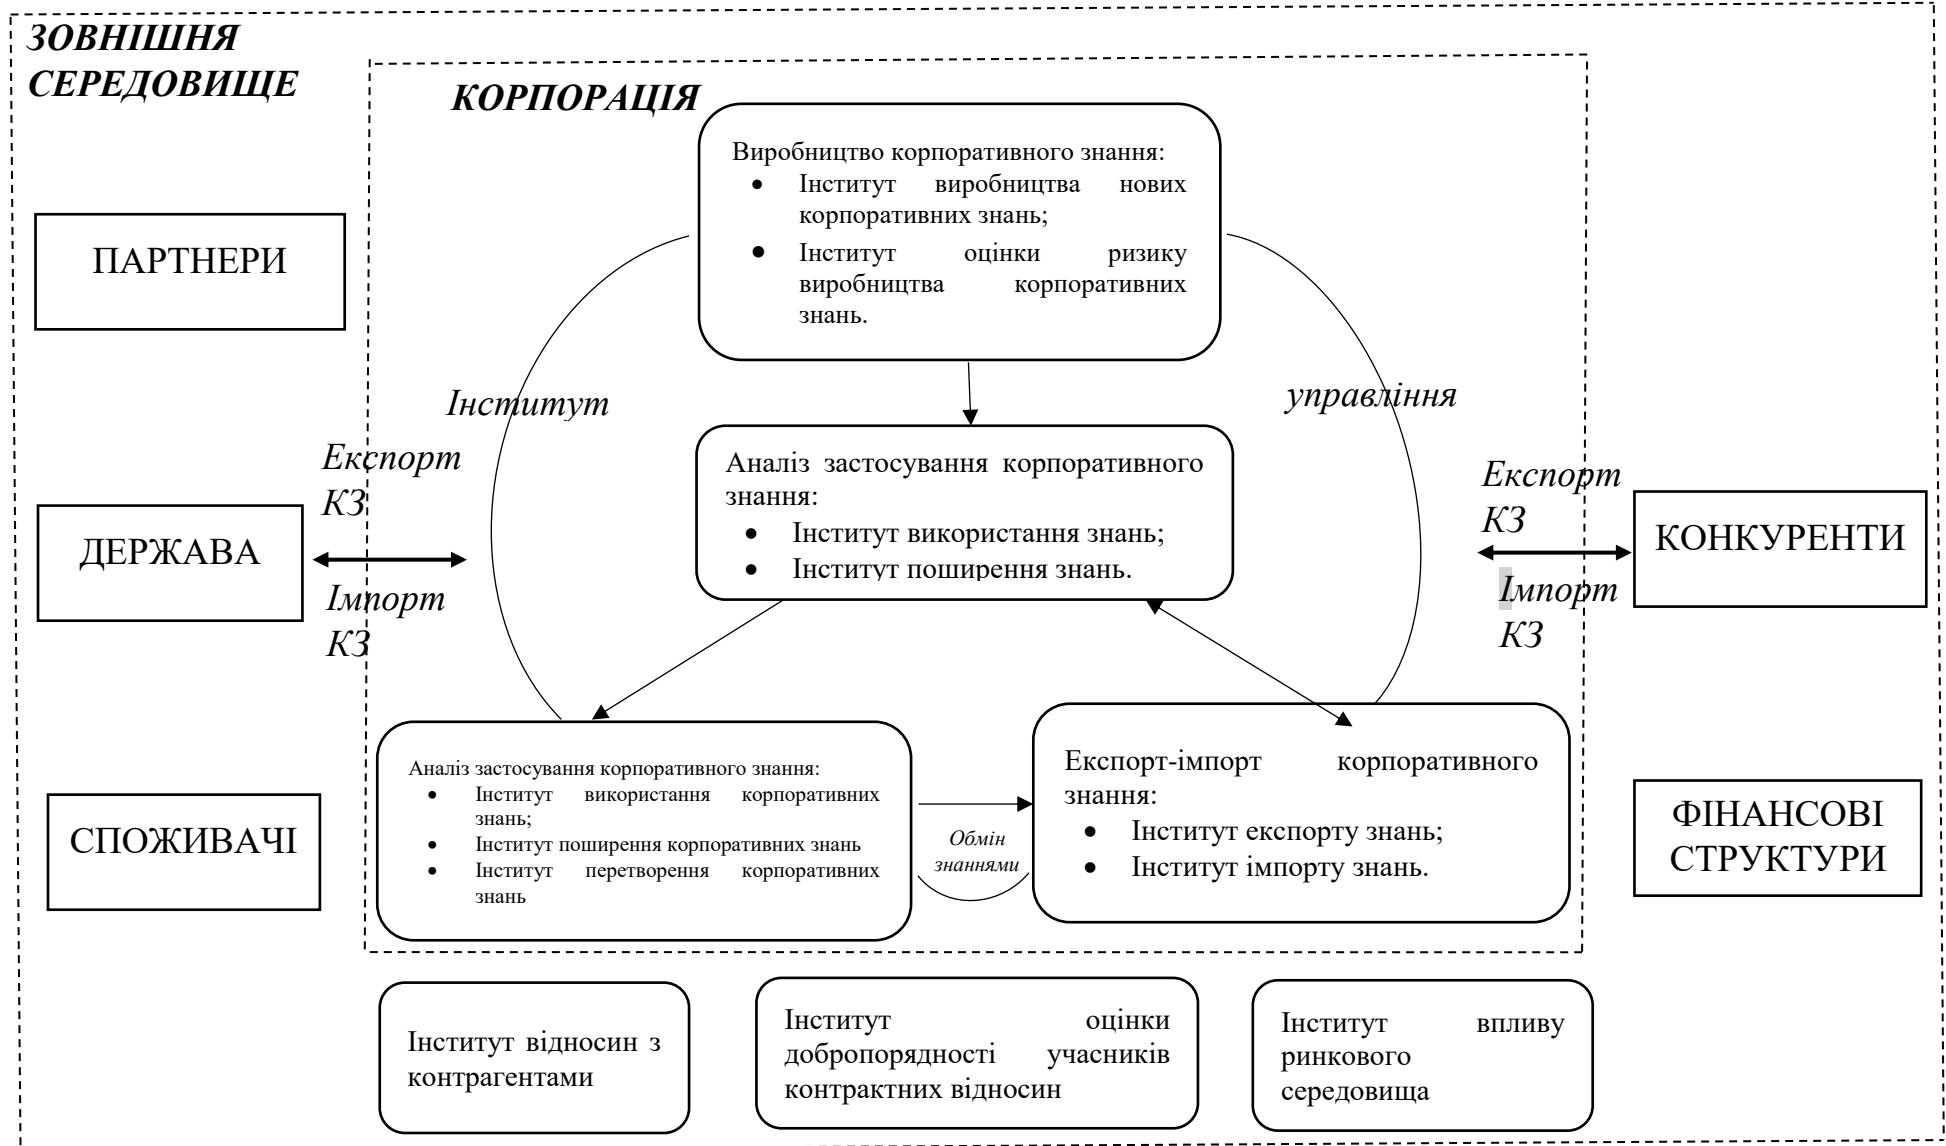 ЗОВНІШНЯ
СЕРЕДОВИЩЕ
КОРПОРАЦІЯ
Виробництво корпоративного знання:
• Інститут виробництва нових
корпоративних знань;
• Інститут оцінки ризику
виробництва корпоративних
знань.
ПАРТНЕРИ
Інститут
управління
Експорт
КЗ
Аналіз застосування корпоративного
знання:
• Інститут використання знань;
• Інститут поширення знань.
Експорт
КЗ
ДЕРЖАВА
КОНКУРЕНТИ
Імпорт
КЗ
Імпорт
КЗ
Аналіз застосування корпоративного знання:
• Інститут використання корпоративних
знань;
• Інститут поширення корпоративних знань
• Інститут перетворення корпоративних
знань
Обмін
знаннями
Експорт-імпорт корпоративного
знання:
• Інститут експорту знань;
• Інститут імпорту знань.
СПОЖИВАЧІ
ФІНАНСОВІ
СТРУКТУРИ
Інститут відносин з
контрагентами
Інститут оцінки
добропорядності учасників
контрактних відносин
Інститут впливу
ринкового
середовища